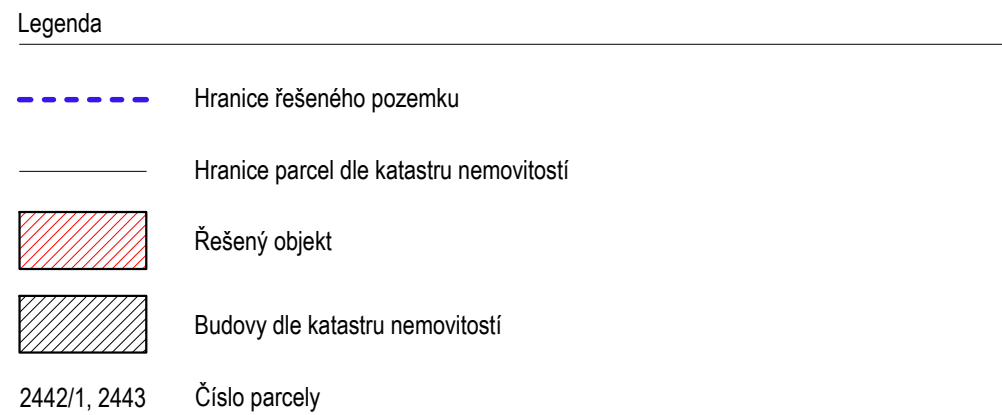 Legenda
Hranice řešeného pozemku
Hranice parcel dle katastru nemovitostí
Řešený objekt
Budovy dle katastru nemovitostí
2442/1, 2443 Číslo parcely